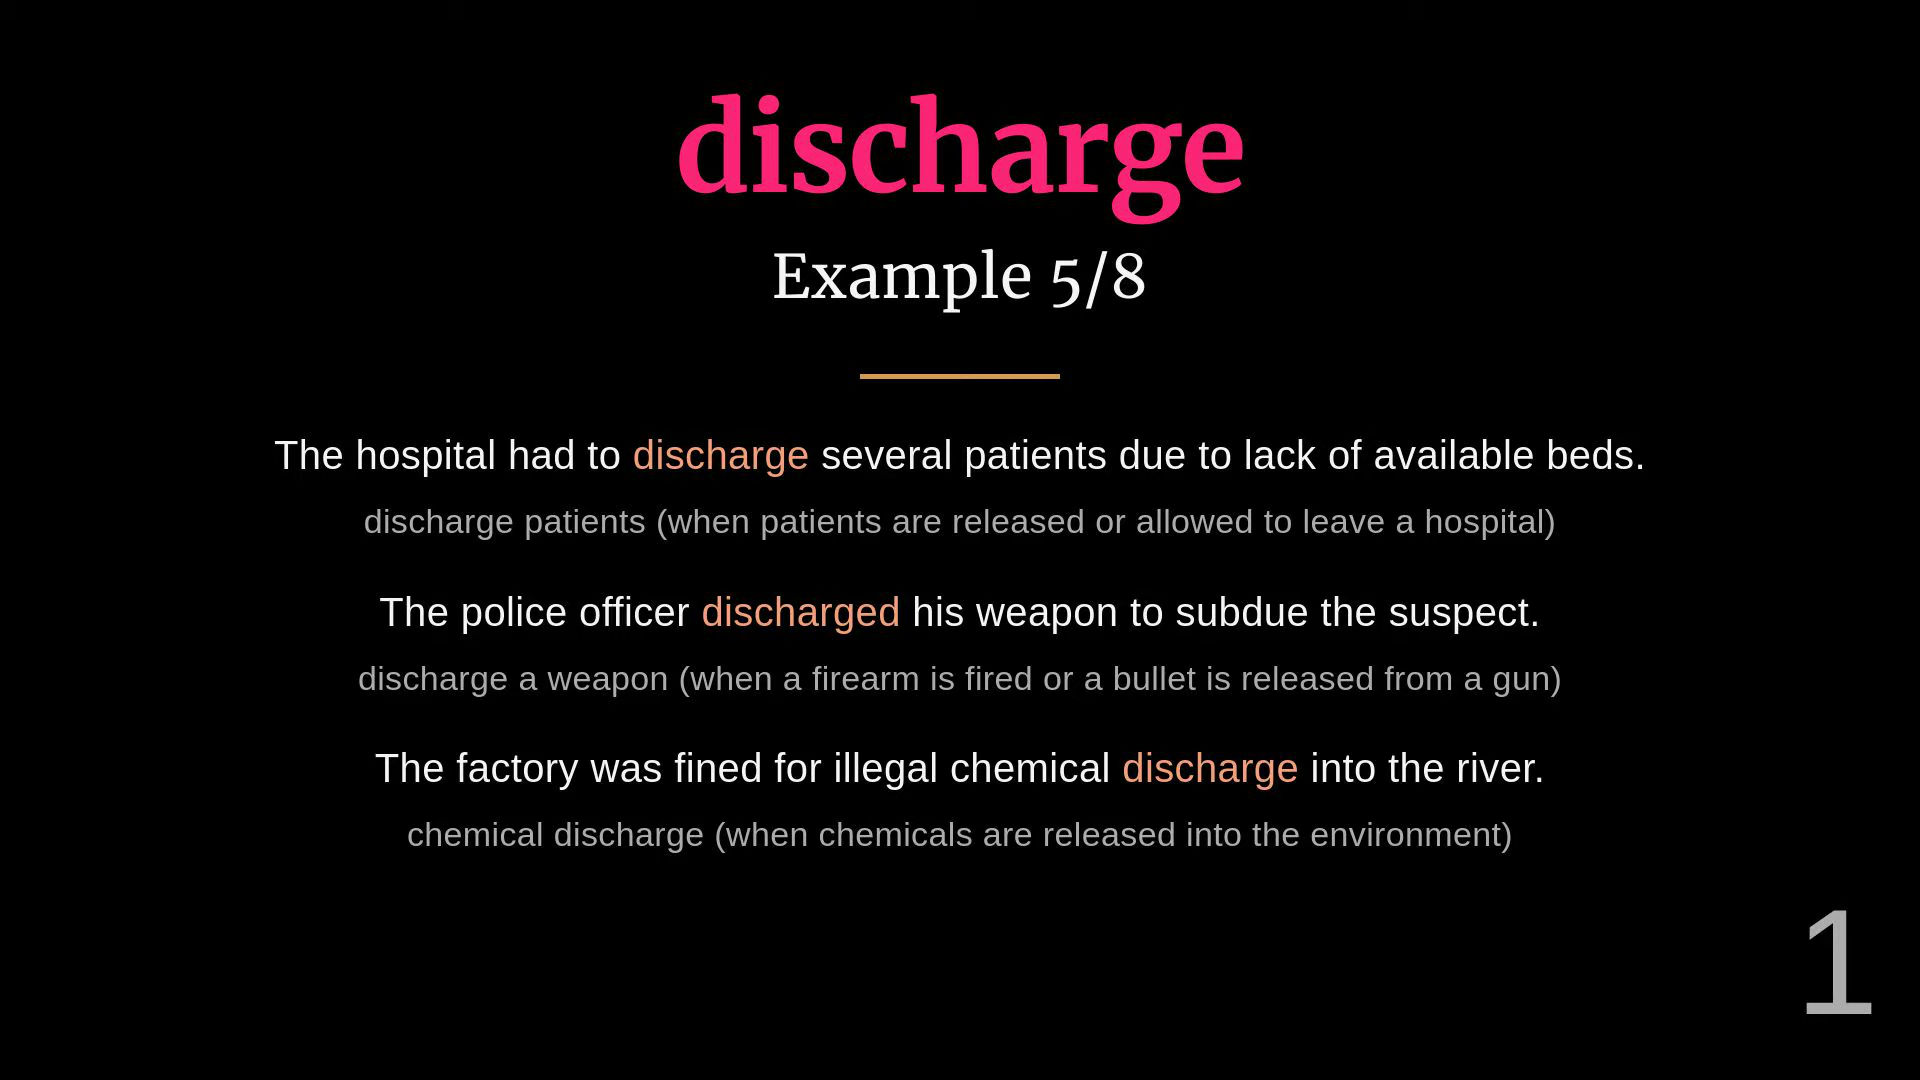 discharge
Example 5/8
The hospital had to discharge several patients due to lack of available beds.
discharge patients (when patients are released or allowed to leave a hospital)
The police officer discharged his weapon to subdue the suspect.
discharge a weapon (when a firearm is fired or a bullet is released from a gun)
The factory was fined for illegal chemical discharge into the river.
chemical discharge (when chemicals are released into the environment)
1